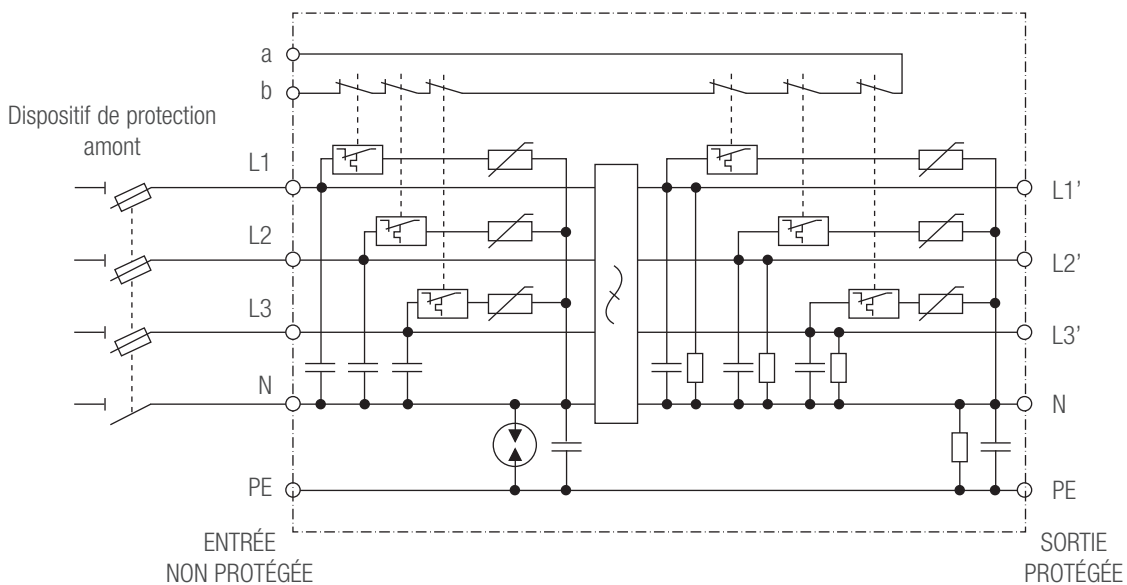 a
b
Dispositif de protection
amont
L1
L1’
L2
L2’
L3
L3’
N
N
PE
PE
ENTRÉE
NON PROTÉGÉE
SORTIE
PROTÉGÉE